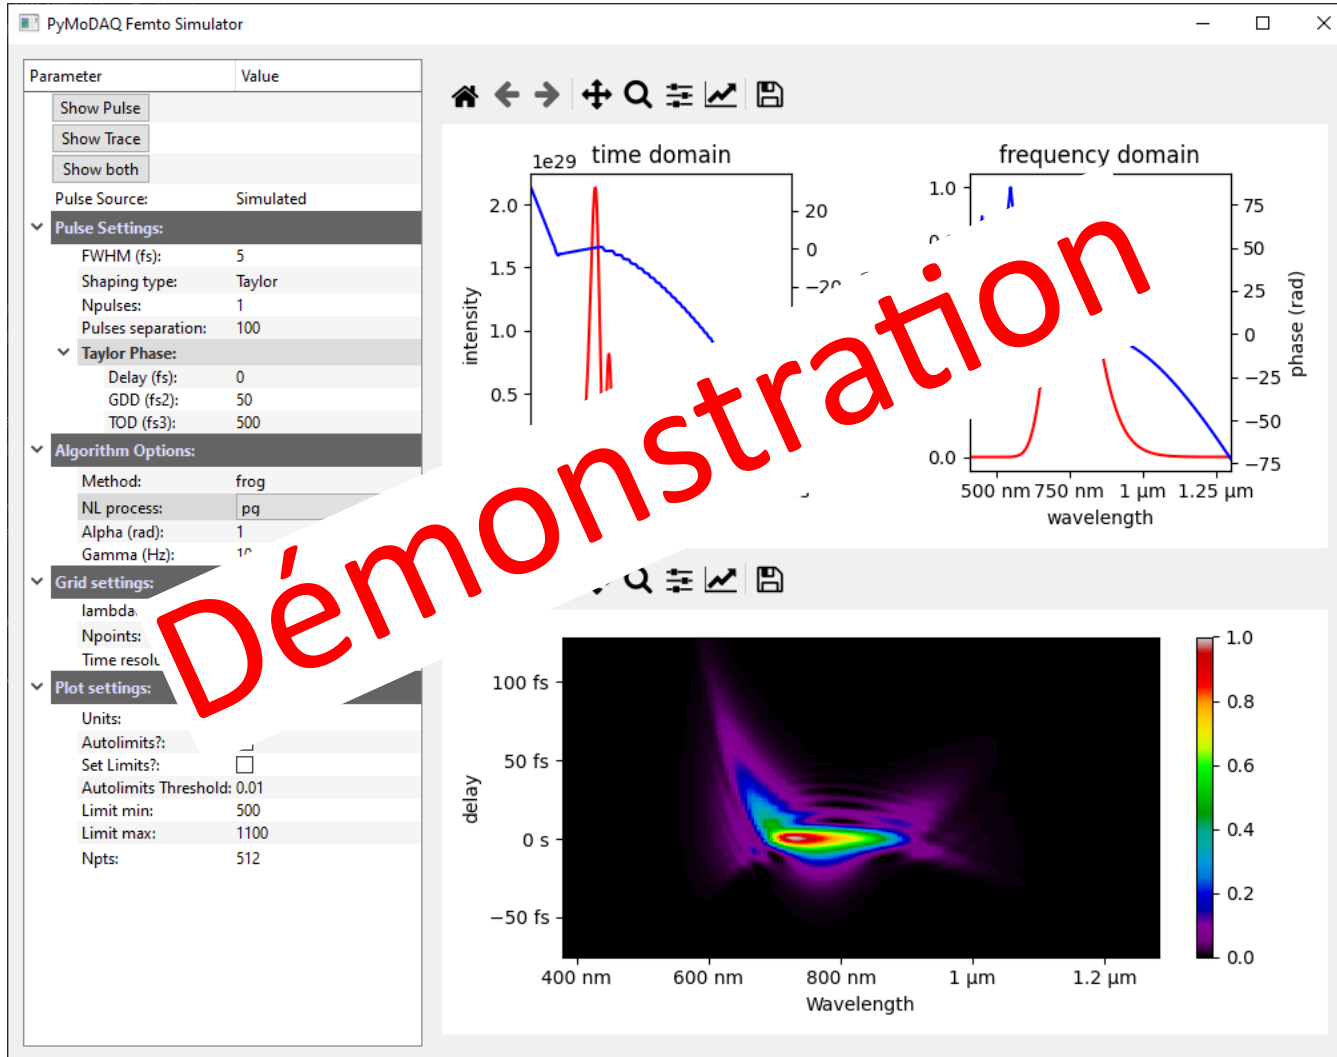 PyMoDAQ Femto Simulator
Parameter Value
Show Pulse
Show Trace
Show both
Pulse Source: Simulated
Pulse Settings:
FWHM (fs): 5
Shaping type: Taylor
Npulses: 1
Pulses separation: 100
Taylor Phase:
Delay (fs): 0
GDD (fs2): 50
TOD (fs3): 500
Algorithm Options:
Method: frog
NL process: pg
Alpha (rad): 1
Gamma (Hz):
Grid settings:
Npoints:
Time
Plot settings:
Units:
Autolimits?:
Set Limits?:
Autolimits Threshold: 0.01
Limit min: 500
Limit max: 1100
Npts: 512
time domain
1e29
2.0
1.5
1.0
0.5
intensity
20
0
frequency domain
1.0
0.0
75
50
25
0
−25
−50
−75
phase (rad)
500 nm 750 nm 1 µm 1.25 µm
wavelength
Démonstration
100 fs
50 fs
0 s
−50 fs
delay
400 nm 600 nm 800 nm 1 µm 1.2 µm
Wavelength
1.0
0.8
0.6
0.4
0.2
0.0